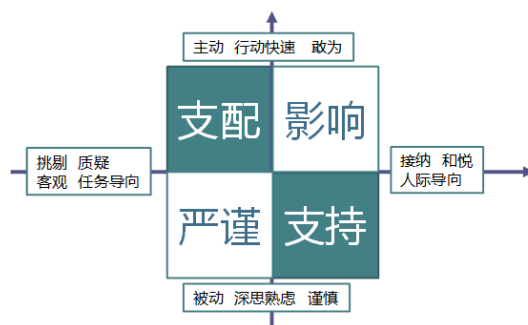 主动 行动快速 敢为
支配 影响
挑剔 质疑
客观 任务导向
接纳 和悦
人际导向
严谨 支持
被动 深思熟虑 谨慎